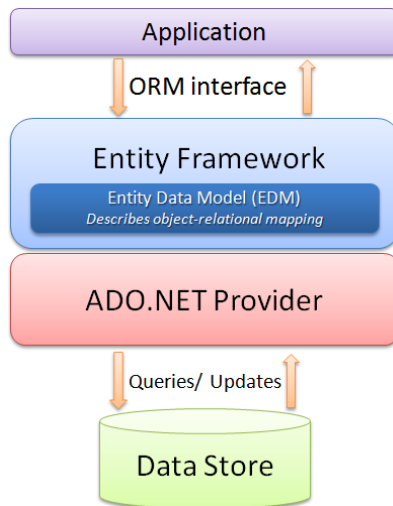 Application
ORM interface
Entity Framework
Entity Data Model (EDM)
Describes object-relational mapping
ADO.NET Provider
Queries/ Updates
Data Store